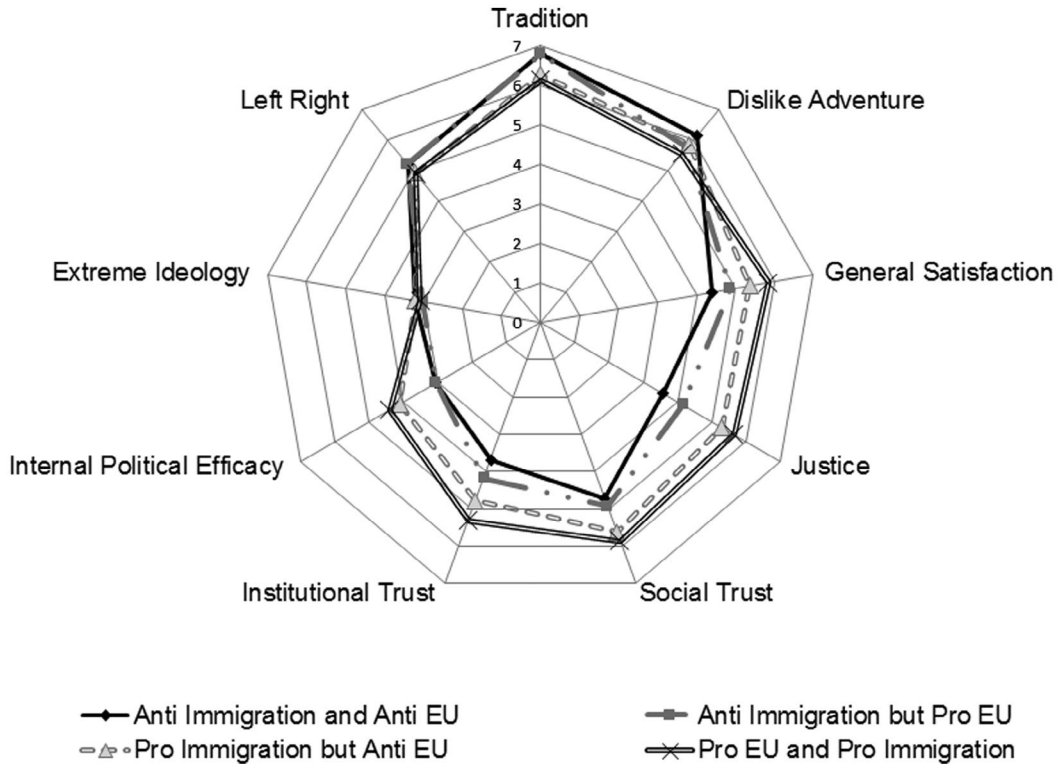 Tradition
7
6
5
4
3
2
1
0
Dislike Adventure
General Satisfaction
Justice
Social Trust
Institutional Trust
Internal Political Efficacy
Extreme Ideology
Left Right
Anti Immigration and Anti EU
Anti Immigration but Pro EU
Pro Immigration but Anti EU
Pro EU and Pro Immigration